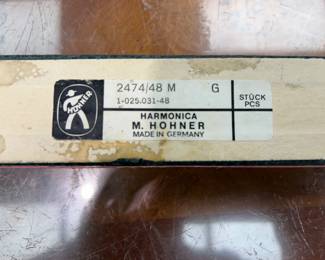 HOHNER
2474/48 M G
1-025.031-48
STÜCK
PCS
HARMONICA
M. HOHNER
MADE IN GERMANY